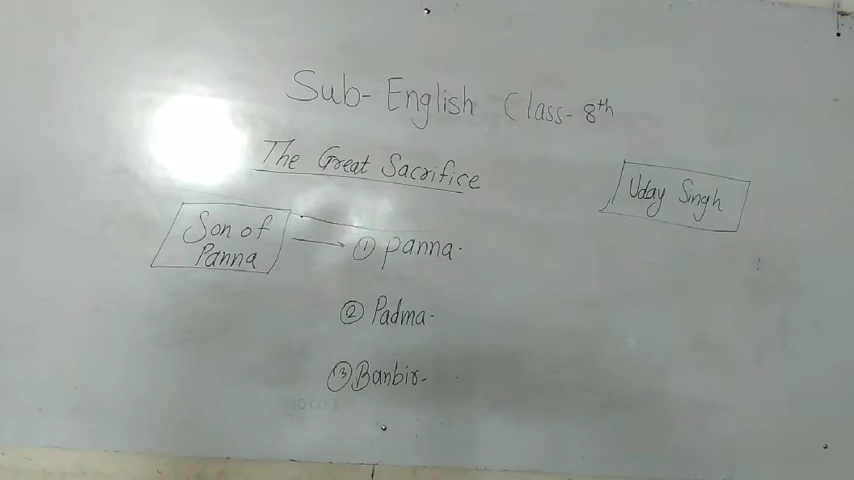 Sub- English Class- 8th
The Great Sacrifice
Uday Singh
Son of
Panna
① Panna-
② Padma-
③ Banbir-